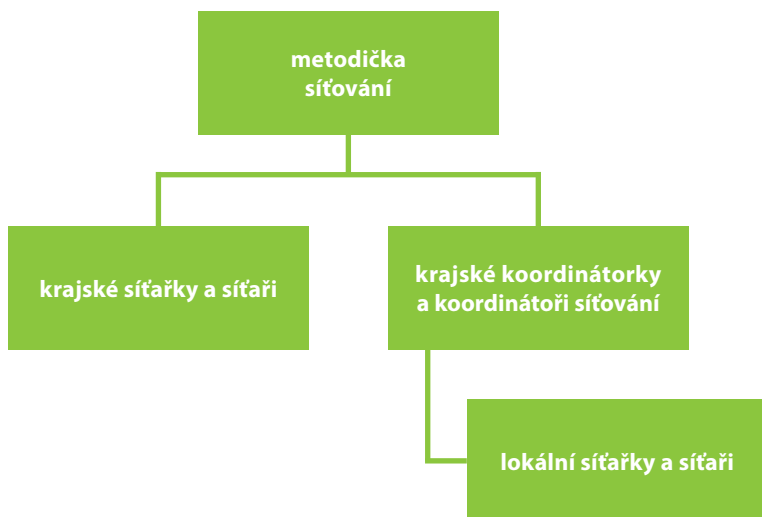 metodička
síťování
krajské síťařky a síťaři
krajské koordinátorky
a koordinátoři síťování
lokální síťařky a síťaři